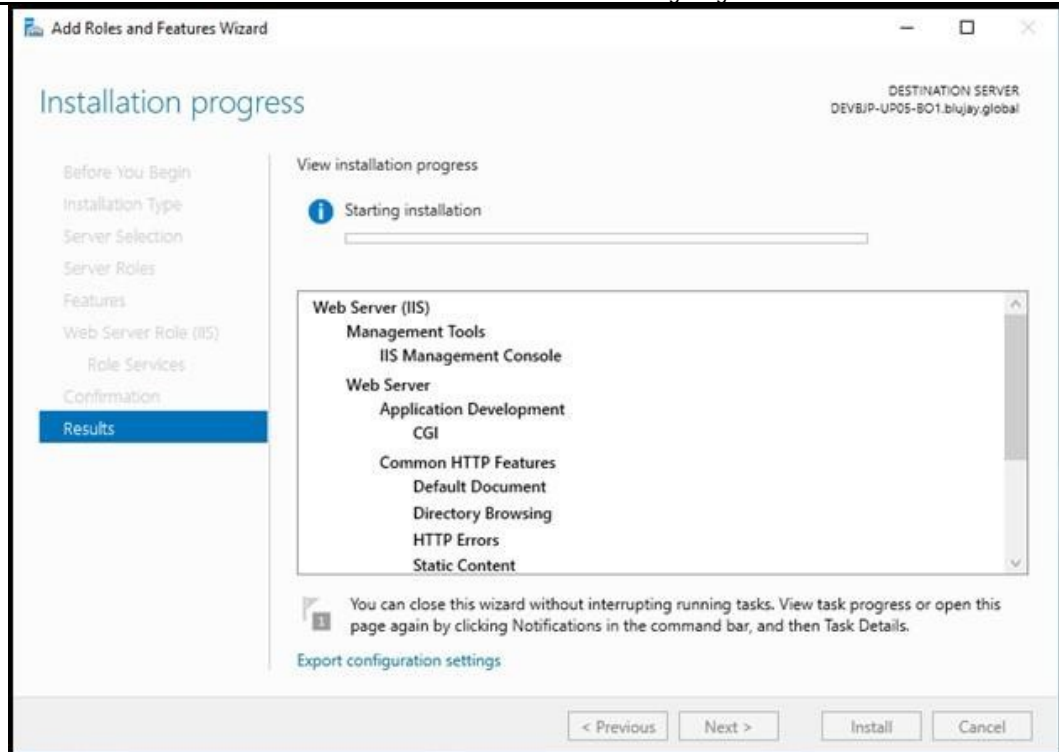 Add Roles and Features Wizard
Installation progress
DESTINATION SERVER
DEVBJP-UP05-BO1.blujay.global
Before You Begin
Installation Type
Server Selection
Server Roles
Features
Web Server Role (IIS)
Role Services
Confirmation
Results
View installation progress
Starting installation
Web Server (IIS)
Management Tools
IIS Management Console
Web Server
Application Development
CGI
Common HTTP Features
Default Document
Directory Browsing
HTTP Errors
Static Content
1
You can close this wizard without interrupting running tasks. View task progress or open this
page again by clicking Notifications in the command bar, and then Task Details.
Export configuration settings
< Previous
Next >
Install
Cancel